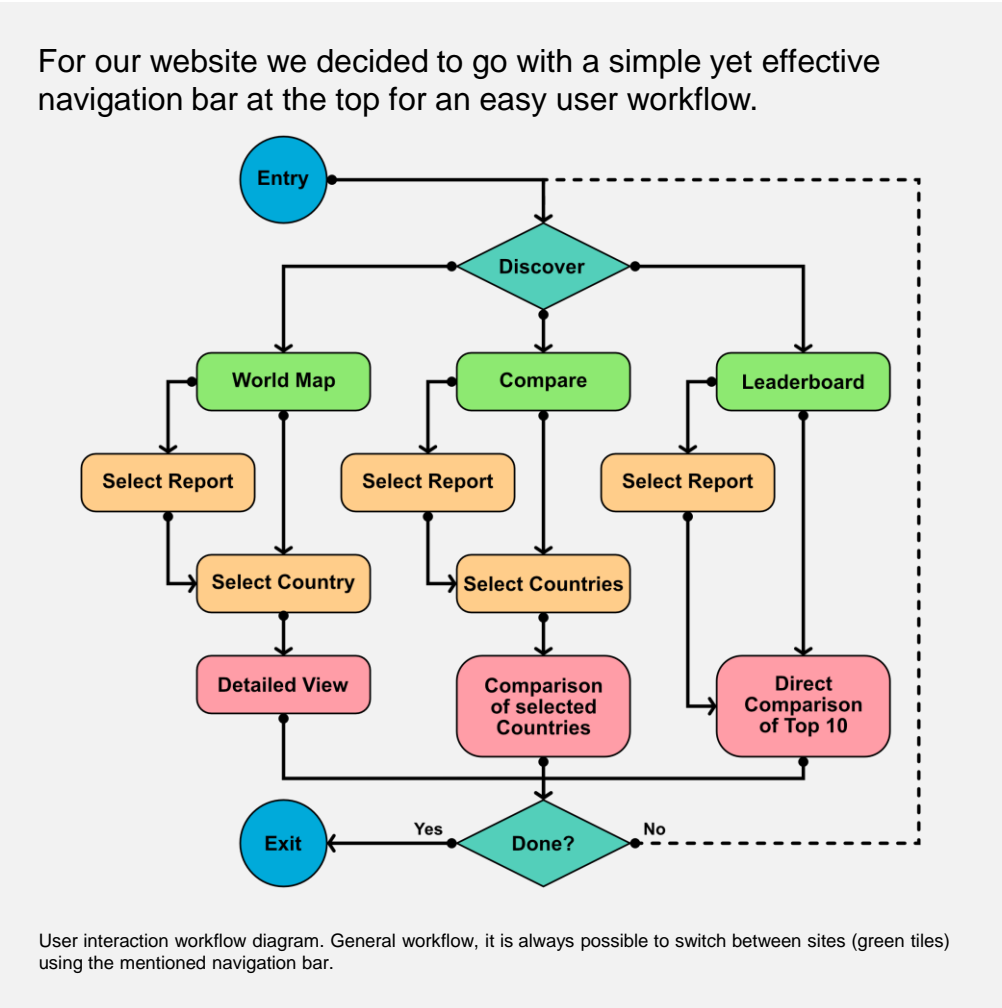 For our website we decided to go with a simple yet effective
navigation bar at the top for an easy user workflow.
Entry
Discover
World Map
Compare
Leaderboard
Select Report
Select Report
Select Report
Select Country
Select Countries
Detailed View
Comparison
of selected
Countries
Direct
Comparison
of Top 10
Exit
Yes
Done?
No
User interaction workflow diagram. General workflow, it is always possible to switch between sites (green tiles)
using the mentioned navigation bar.